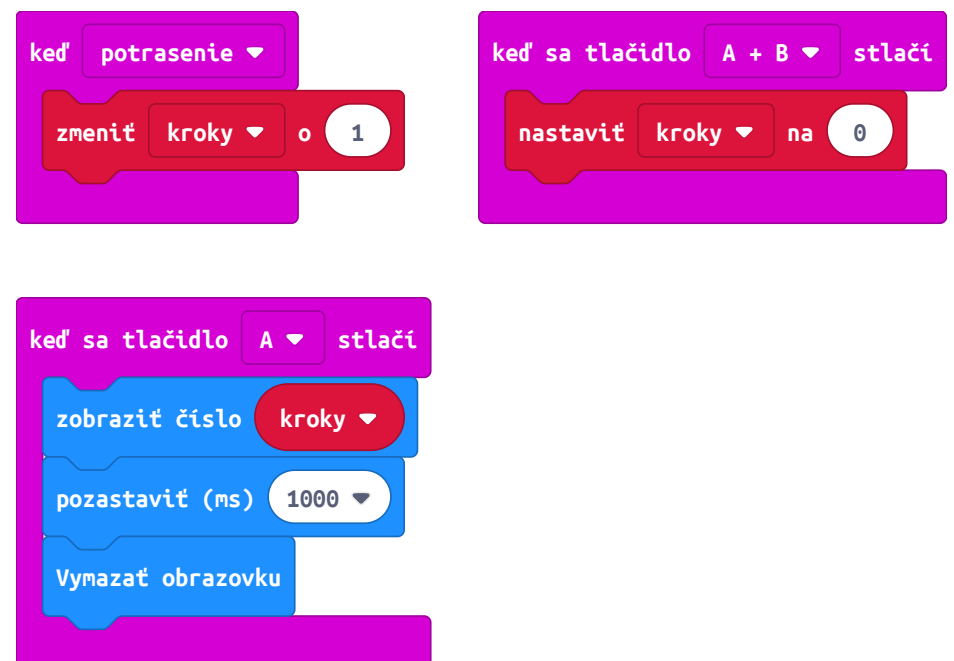 keď potrasenie
zmeniť kroky o 1
keď sa tlačidlo A + B stlačí
nastaviť kroky na 0
keď sa tlačidlo A stlačí
zobraziť číslo kroky
pozastaviť (ms) 1000
Vymazať obrazovku